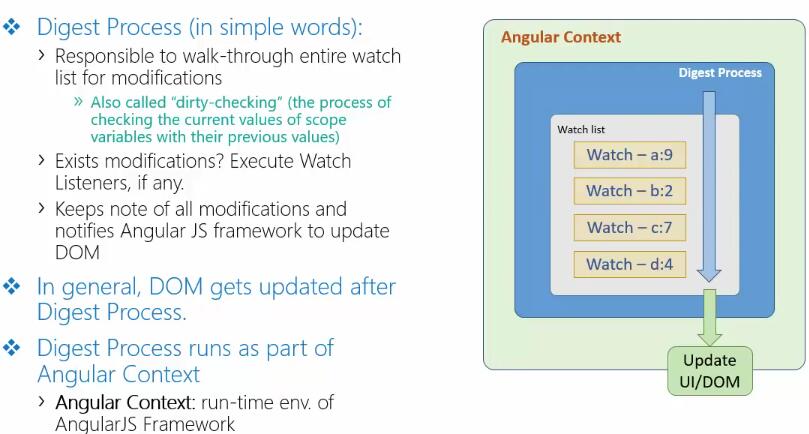 Digest Process (in simple words):
Responsible to walk-through entire watch
list for modifications
Also called “dirty-checking” (the process of
checking the current values of scope
variables with their previous values)
Exists modifications? Execute Watch
Listeners, if any.
Keeps note of all modifications and
notifies Angular JS framework to update
DOM
In general, DOM gets updated after
Digest Process.
Digest Process runs as part of
Angular Context
Angular Context: run-time env. of
AngularJS Framework
Angular Context
Digest Process
Watch list
Watch – a:9
Watch – b:2
Watch – c:7
Watch – d:4
Update
UI/DOM